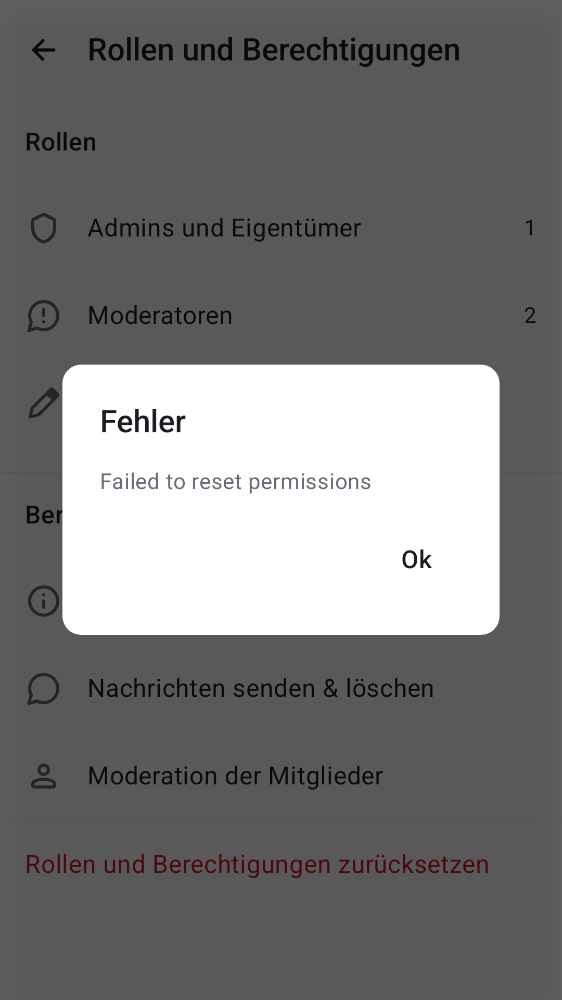 Rollen und Berechtigungen
Rollen
Admins und Eigentümer 1
Moderatoren 2
Fehler
Failed to reset permissions
Ber
Ok
Nachrichten senden & löschen
Moderation der Mitglieder
Rollen und Berechtigungen zurücksetzen